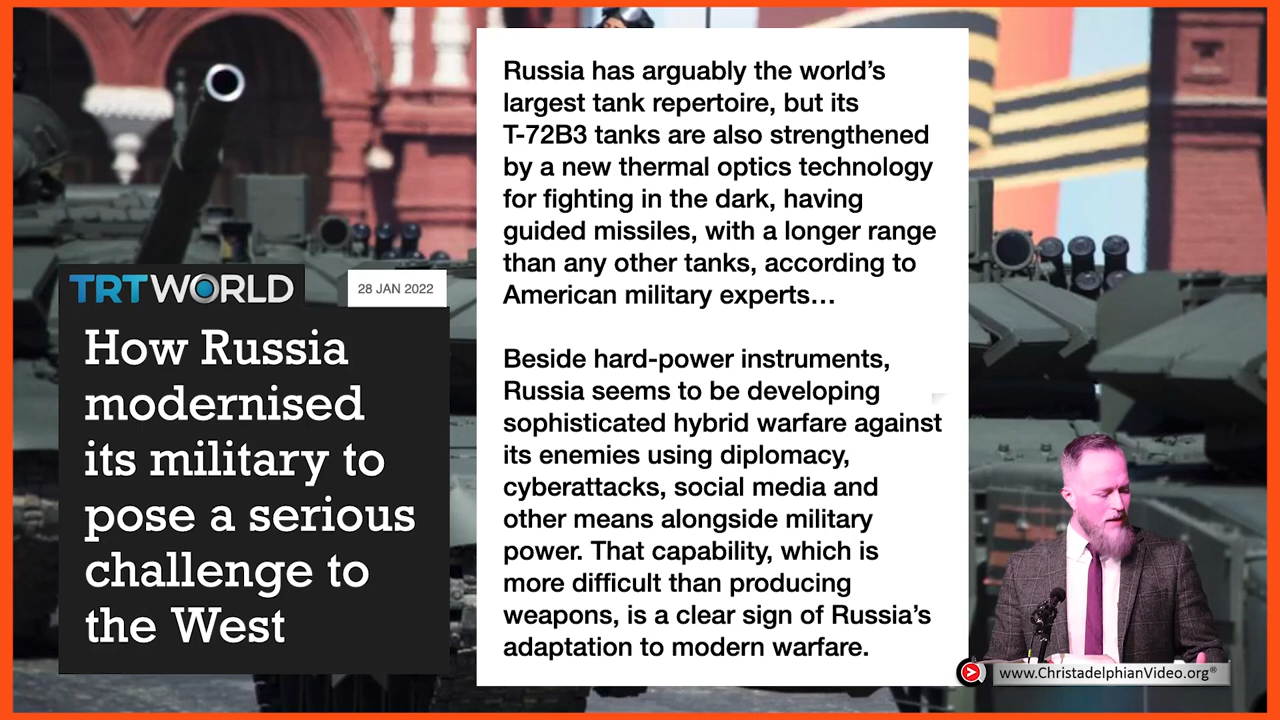 TRT WORLD
28 JAN 2022
How Russia
modernised
its military to
pose a serious
challenge to
the West
Russia has arguably the world's
largest tank repertoire, but its
T-72B3 tanks are also strengthened
by a new thermal optics technology
for fighting in the dark, having
guided missiles, with a longer range
than any other tanks, according to
American military experts…
Beside hard-power instruments,
Russia seems to be developing
sophisticated hybrid warfare against
its enemies using diplomacy,
cyberattacks, social media and
other means alongside military
power. That capability, which is
more difficult than producing
weapons, is a clear sign of Russia's
adaptation to modern warfare.
www.ChristadelphianVideo.org®